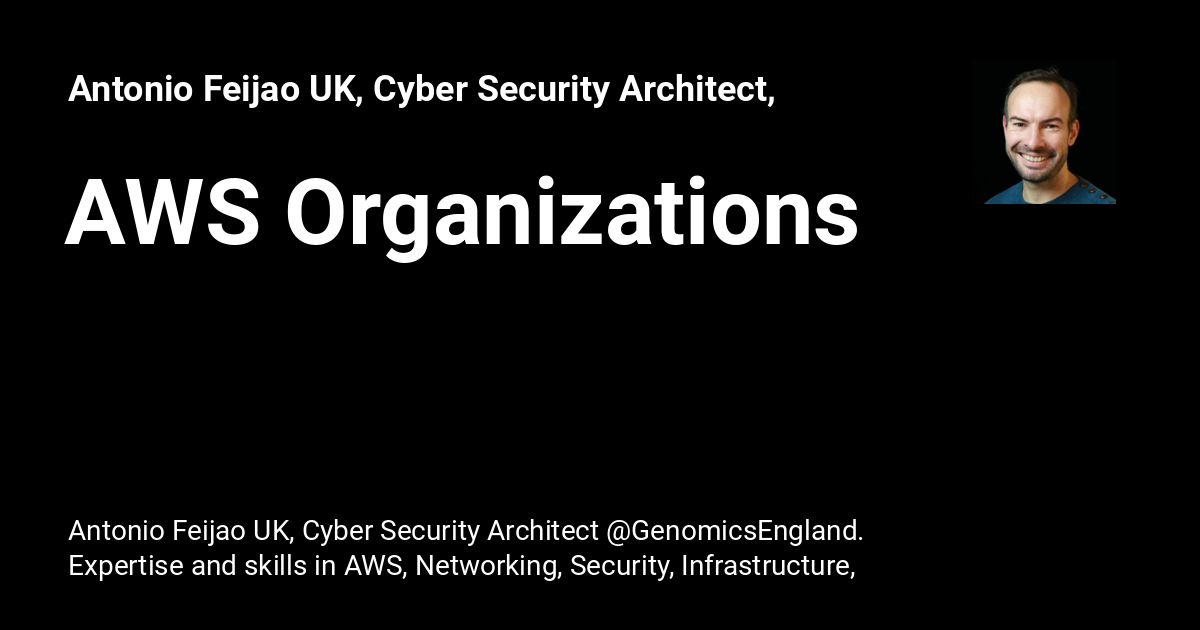 Antonio Feijao UK, Cyber Security Architect,
AWS Organizations
Antonio Feijao UK, Cyber Security Architect @GenomicsEngland.
Expertise and skills in AWS, Networking, Security, Infrastructure,